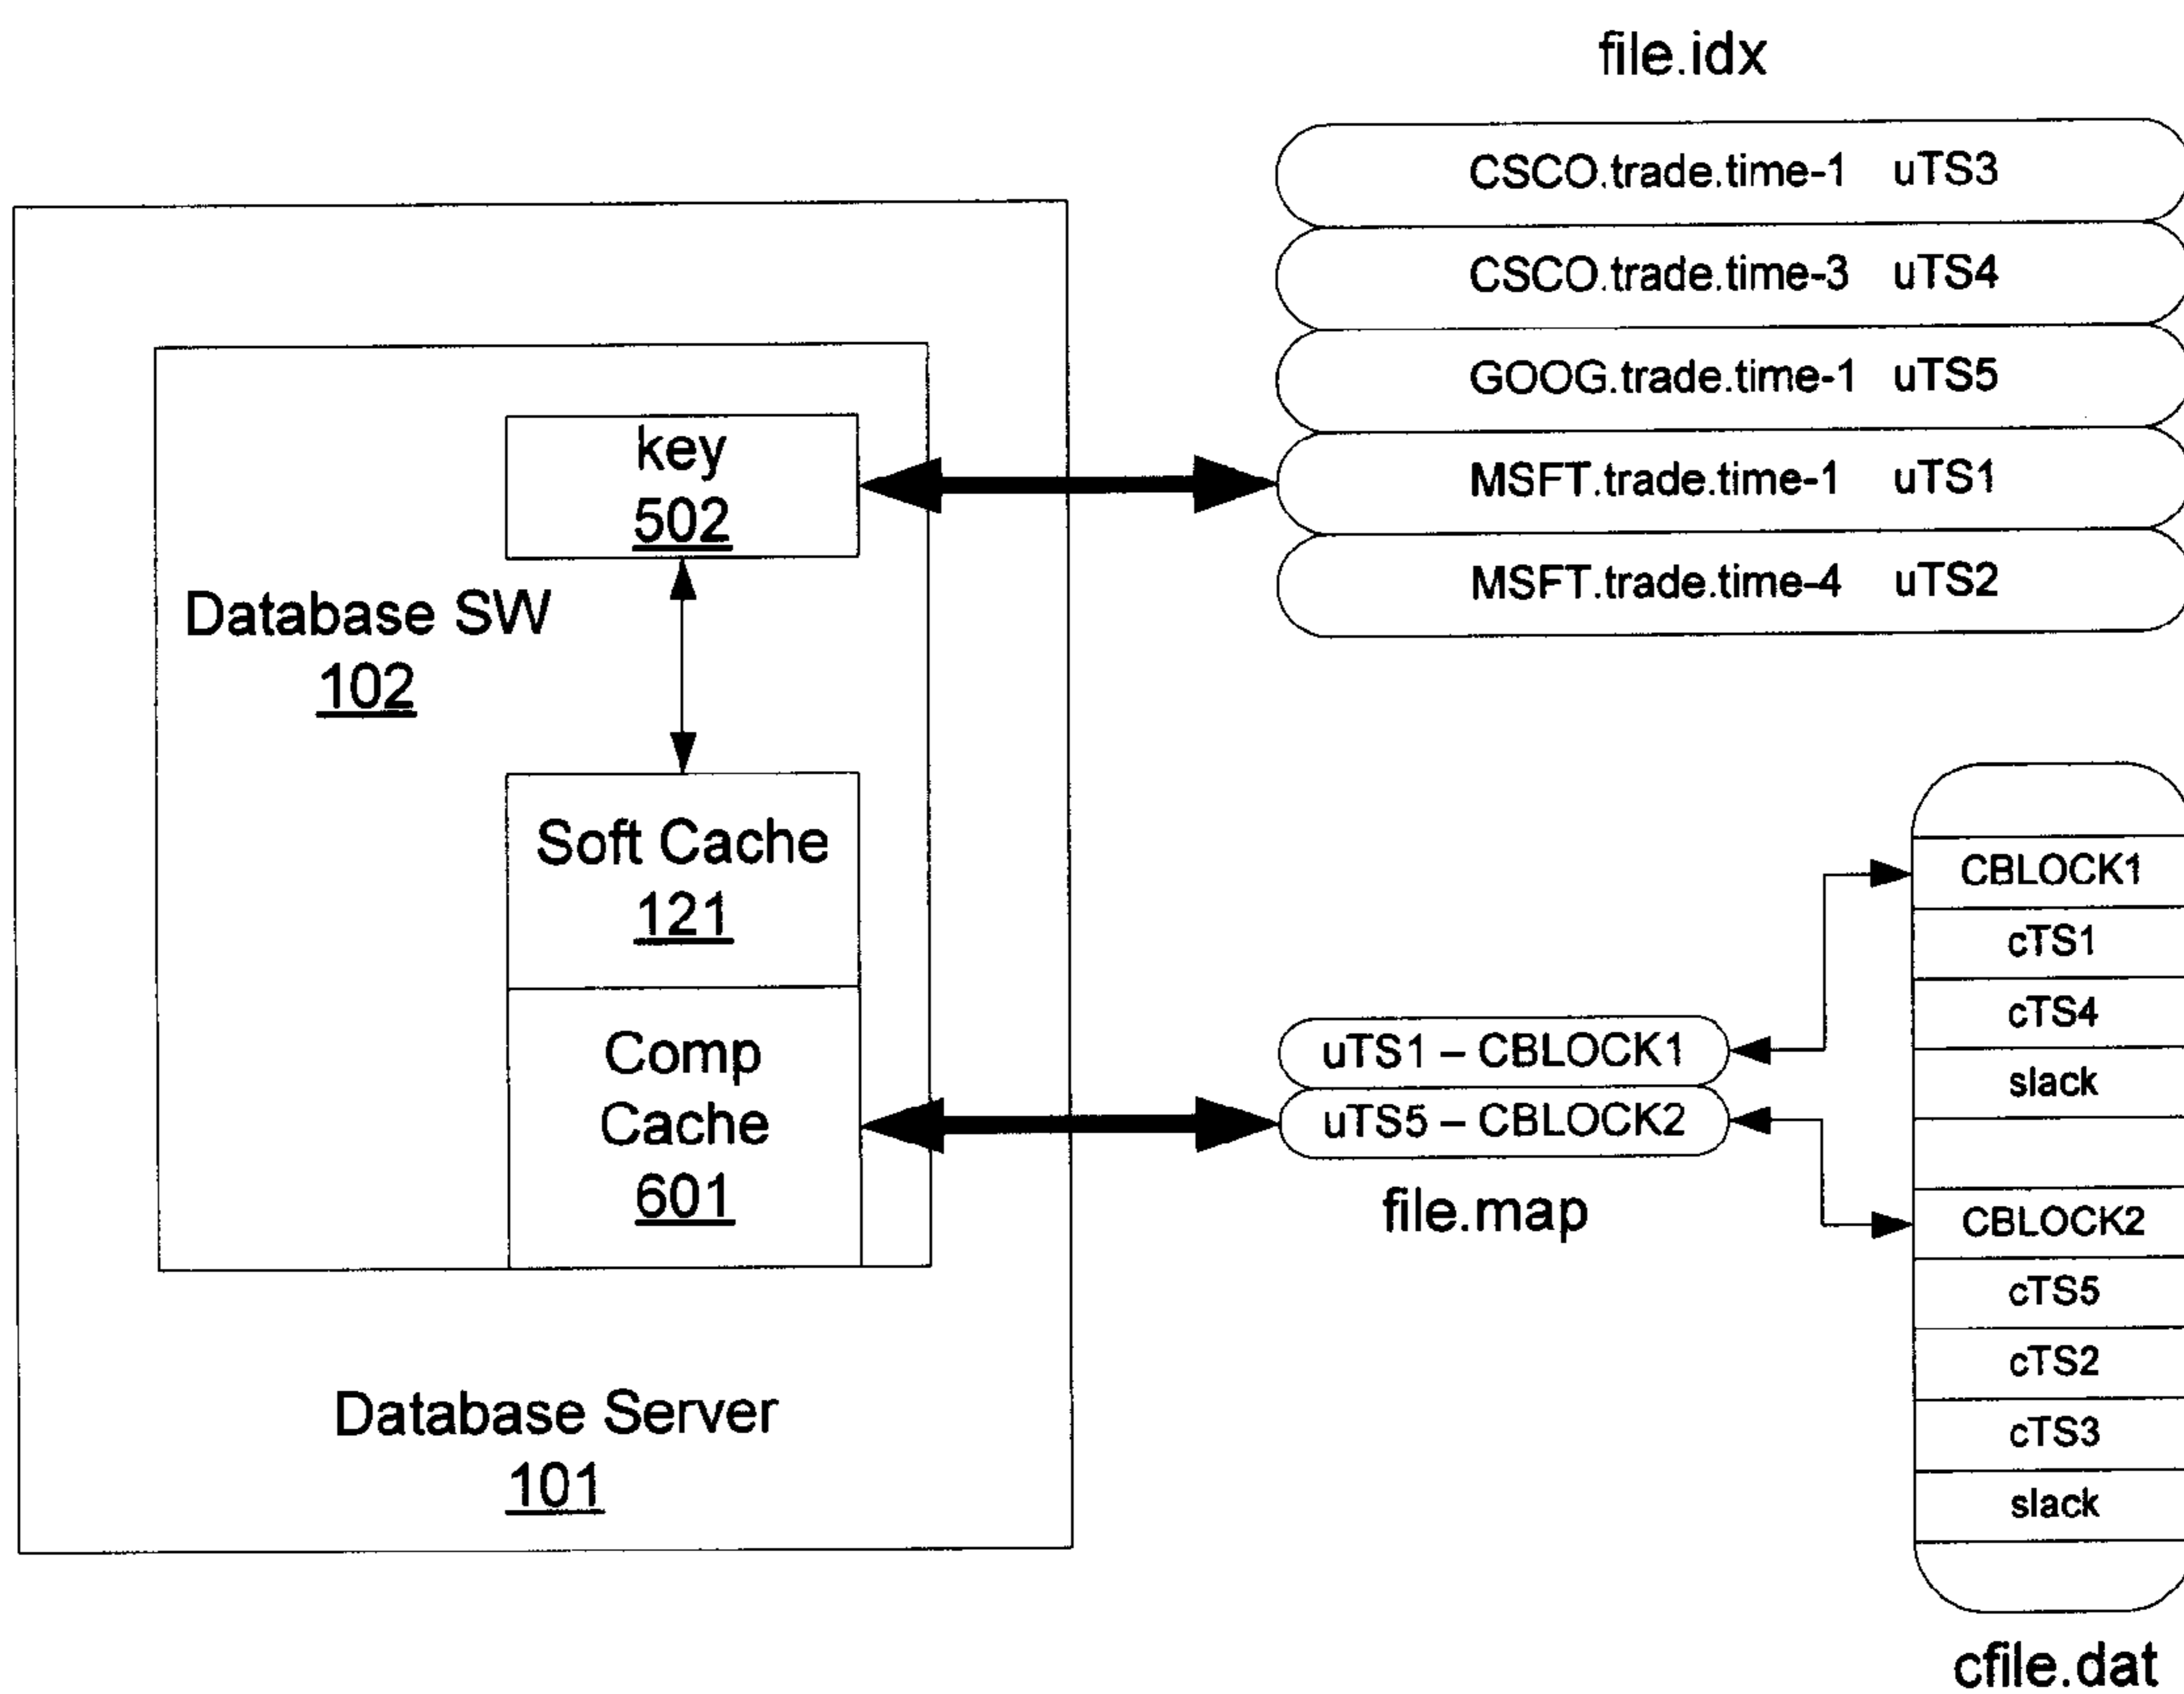 file.idx
CSCO.trade.time-1 uTS3
CSCO.trade.time-3 uTS4
GOOG.trade.time-1 uTS5
MSFT.trade.time-1 uTS1
MSFT.trade.time-4 uTS2
key
502
Database SW
102
Soft Cache
121
Comp
Cache
601
Database Server
101
uTS1 – CBLOCK1
uTS5 – CBLOCK2
file.map
CBLOCK1
cTS1
cTS4
slack
CBLOCK2
cTS5
cTS2
cTS3
slack
cfile.dat